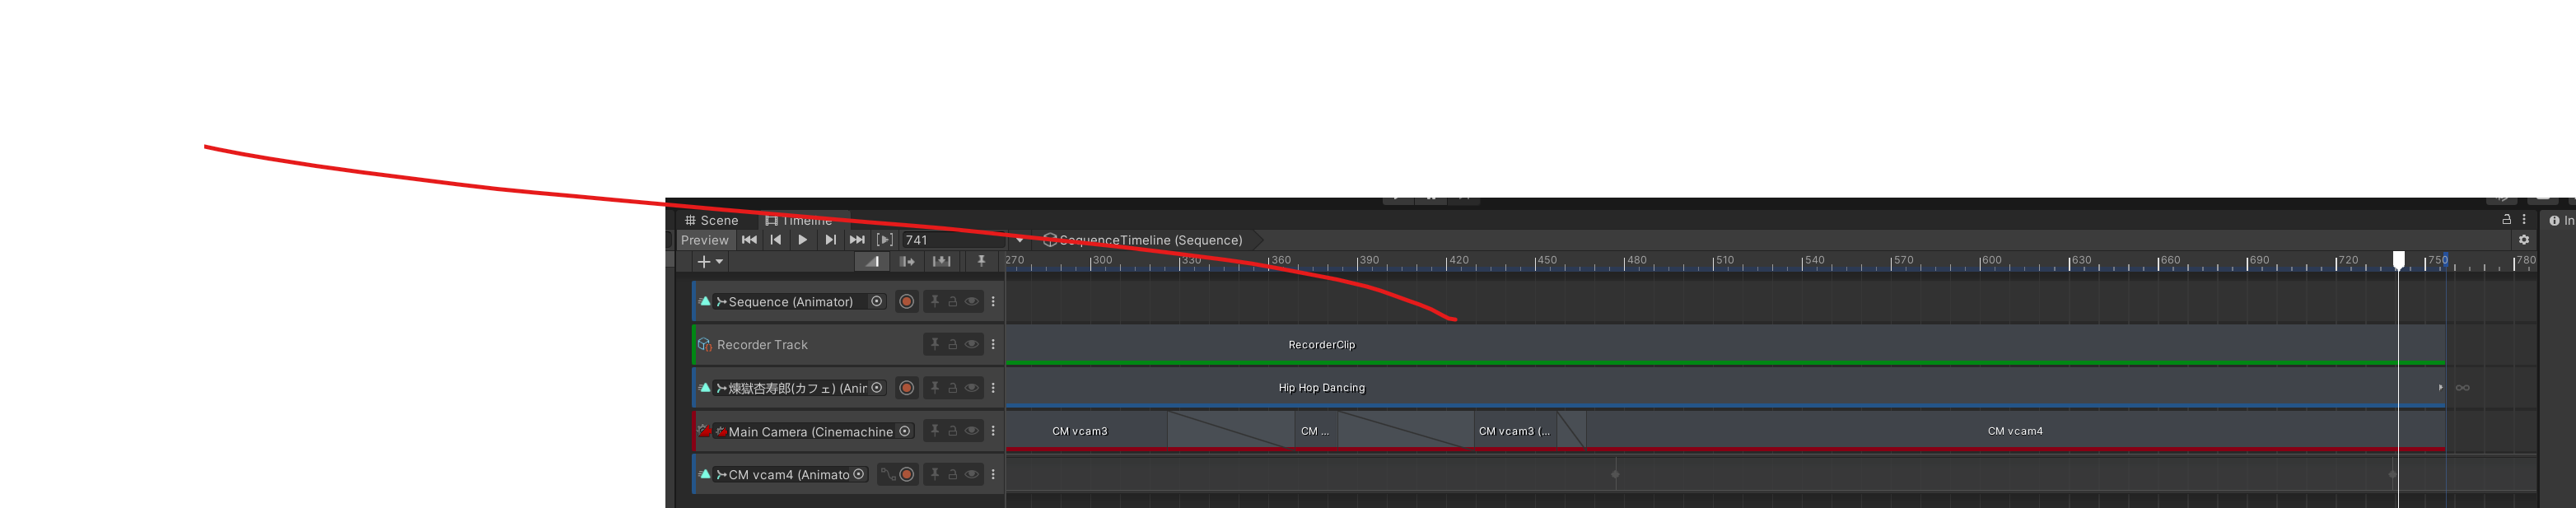 Scene Timeline
Preview 741 SequenceTimeline (Sequence)
270 300 330 360 390 420 450 480 510 540 570 600 630 660 690 720 750 780
Sequence (Animator)
Recorder Track RecorderClip
煉獄杏寿郎(カフェ) (Anir Hip Hop Dancing
Main Camera (Cinemachine CM vcam3 CM ... CM vcam3 (... CM vcam4
CM vcam4 (Animato
In